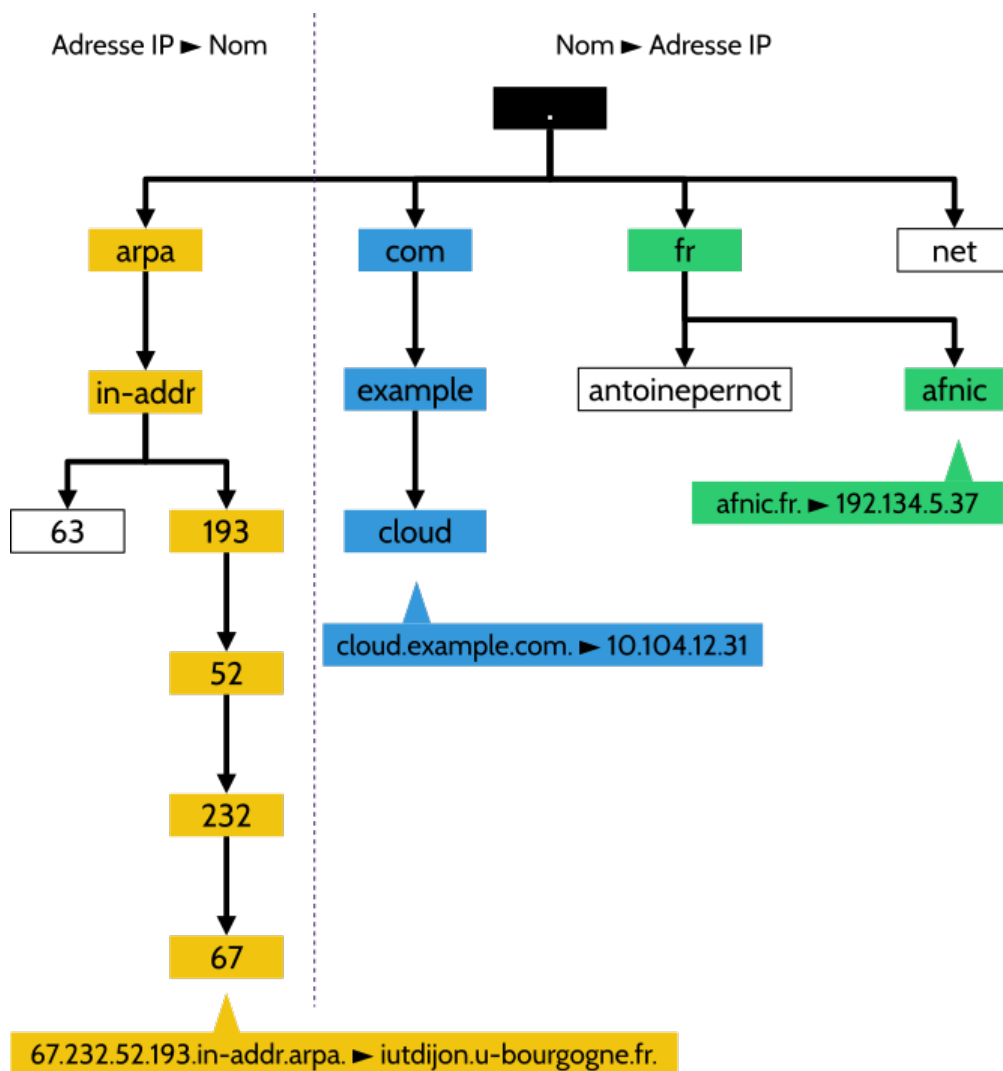 Adresse IP ► Nom
Nom ► Adresse IP
.
arpa
com
fr
net
in-addr
example
antoinepernot
afnic
63
193
cloud
afnic.fr. ► 192.134.5.37
cloud.example.com. ► 10.104.12.31
52
232
67
67.232.52.193.in-addr.arpa. ► iutdijon.u-bourgogne.fr.